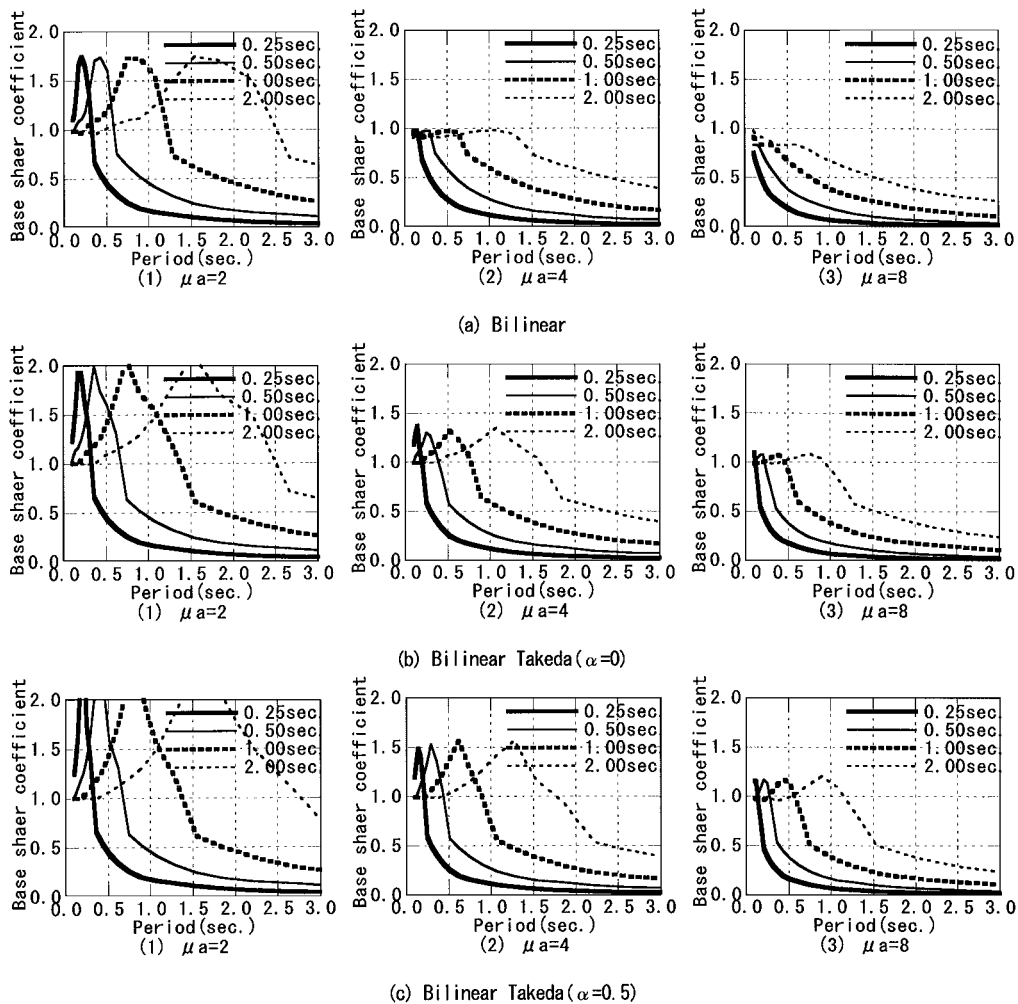 Base shaer coefficient
2.0
1.5
1.0
0.5
0.0
0.25sec.
0.50sec.
1.00sec.
2.00sec.
0.0 0.5 1.0 1.5 2.0 2.5 3.0
Period(sec.)
(1) μa=2
Base shaer coefficient
2.0
1.5
1.0
0.5
0.0
0.25sec.
0.50sec.
1.00sec.
2.00sec.
0.0 0.5 1.0 1.5 2.0 2.5 3.0
Period(sec.)
(2) μa=4
Base shaer coefficient
2.0
1.5
1.0
0.5
0.0
0.25sec.
0.50sec.
1.00sec.
2.00sec.
0.0 0.5 1.0 1.5 2.0 2.5 3.0
Period(sec.)
(3) μa=8
(a) Bilinear
Base shaer coefficient
2.0
1.5
1.0
0.5
0.0
0.25sec.
0.50sec.
1.00sec.
2.00sec.
0.0 0.5 1.0 1.5 2.0 2.5 3.0
Period(sec.)
(1) μa=2
Base shaer coefficient
2.0
1.5
1.0
0.5
0.0
0.25sec.
0.50sec.
1.00sec.
2.00sec.
0.0 0.5 1.0 1.5 2.0 2.5 3.0
Period(sec.)
(2) μa=4
Base shaer coefficient
2.0
1.5
1.0
0.5
0.0
0.25sec.
0.50sec.
1.00sec.
2.00sec.
0.0 0.5 1.0 1.5 2.0 2.5 3.0
Period(sec.)
(3) μa=8
(b) Bilinear Takeda(α=0)
Base shaer coefficient
2.0
1.5
1.0
0.5
0.0
0.25sec.
0.50sec.
1.00sec.
2.00sec.
0.0 0.5 1.0 1.5 2.0 2.5 3.0
Period(sec.)
(1) μa=2
Base shaer coefficient
2.0
1.5
1.0
0.5
0.0
0.25sec.
0.50sec.
1.00sec.
2.00sec.
0.0 0.5 1.0 1.5 2.0 2.5 3.0
Period(sec.)
(2) μa=4
Base shaer coefficient
2.0
1.5
1.0
0.5
0.0
0.25sec.
0.50sec.
1.00sec.
2.00sec.
0.0 0.5 1.0 1.5 2.0 2.5 3.0
Period(sec.)
(3) μa=8
(c) Bilinear Takeda(α=0.5)